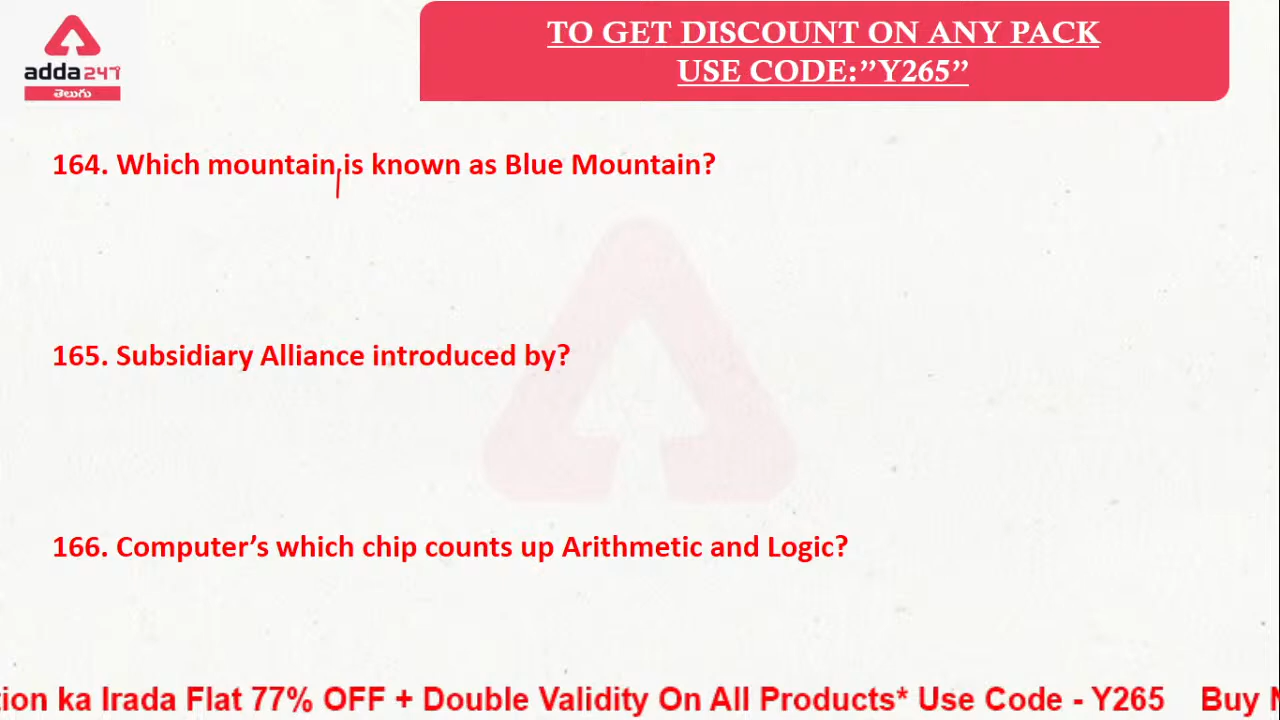 adda247
తెలుగు
TO GET DISCOUNT ON ANY PACK
USE CODE:”Y265”
164. Which mountain is known as Blue Mountain?
165. Subsidiary Alliance introduced by?
166. Computer’s which chip counts up Arithmetic and Logic?
tion ka Irada Flat 77% OFF + Double Validity On All Products* Use Code - Y265 Buy